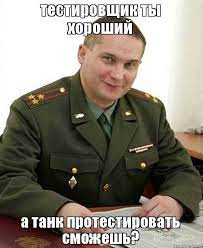 тестировщик ты
хороший
а танк протестировать
сможешь?